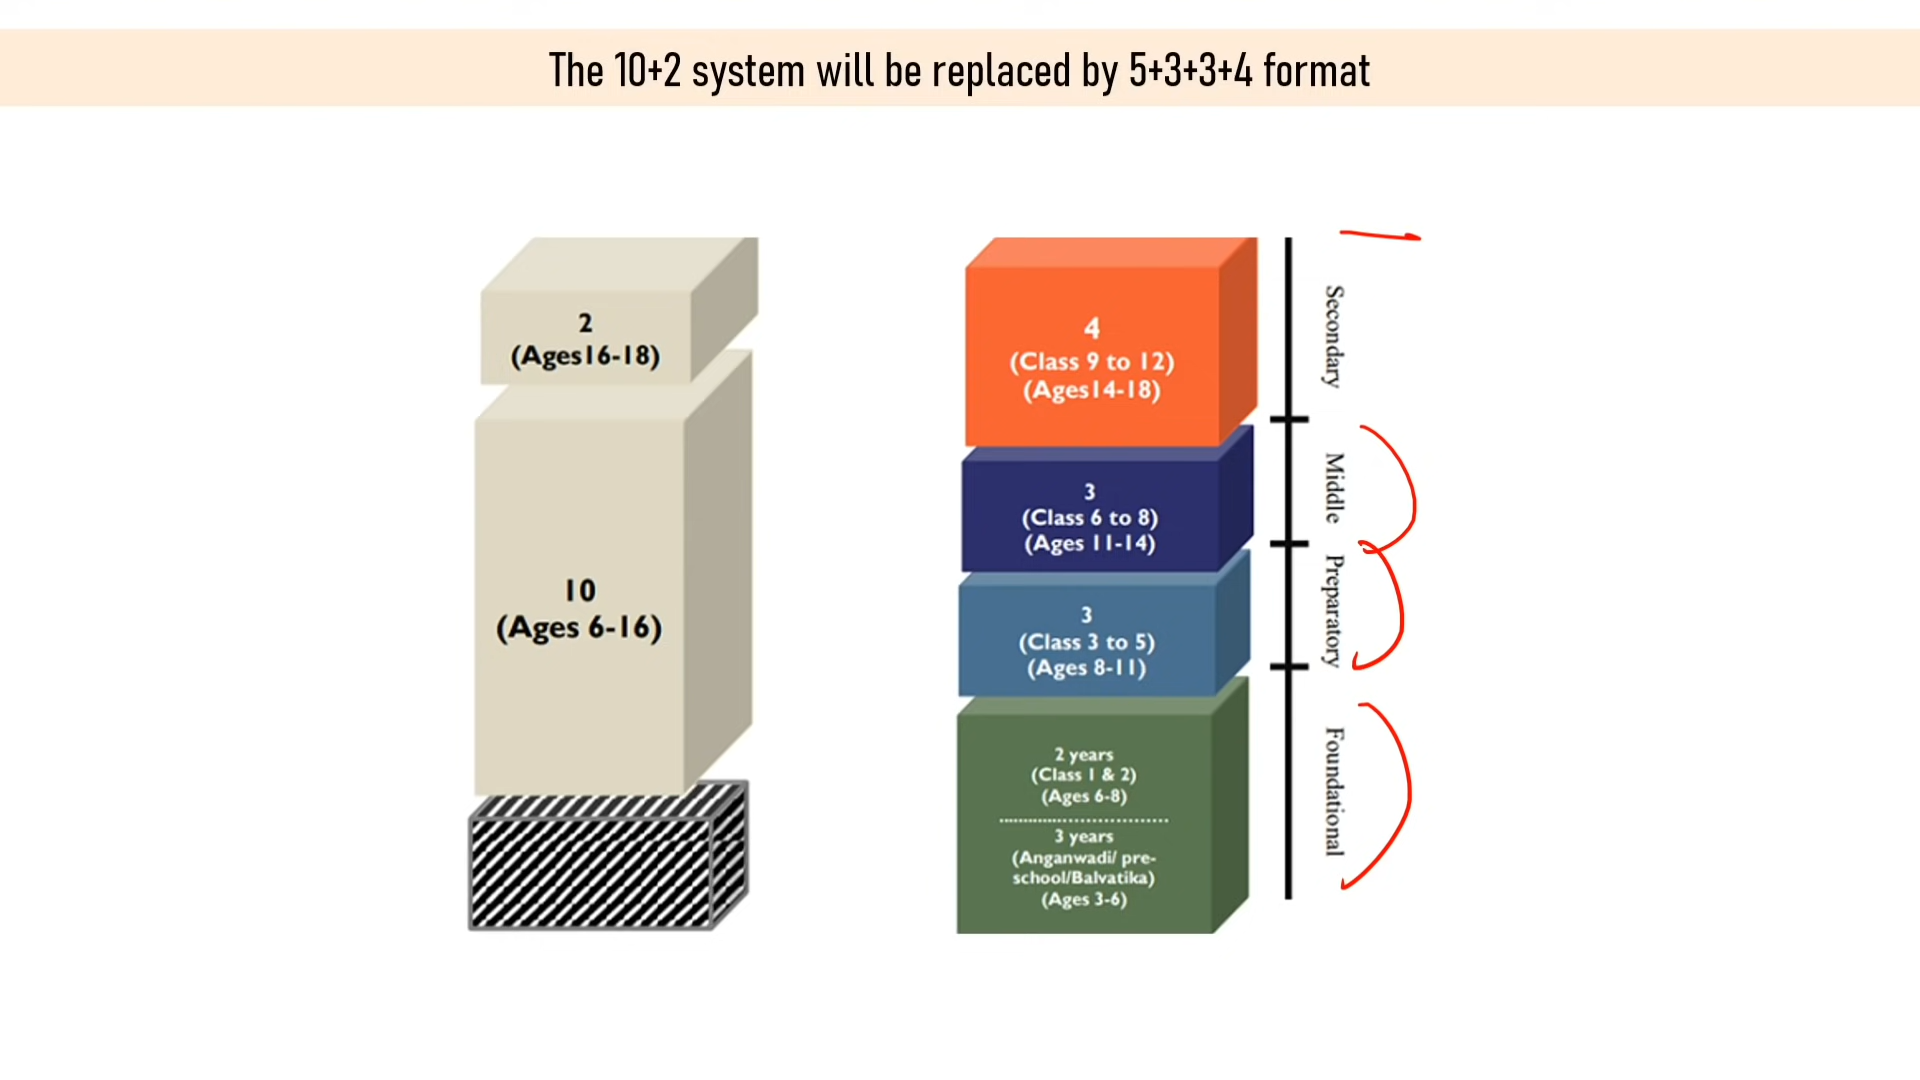 The 10+2 system will be replaced by 5+3+3+4 format
2
(Ages16-18)
10
(Ages 6-16)
4
(Class 9 to 12)
(Ages14-18)
3
(Class 6 to 8)
(Ages 11-14)
3
(Class 3 to 5)
(Ages 8-11)
2 years
(Class 1 & 2)
(Ages 6-8)
3 years
(Anganwadi/ pre-
school/Balvatika)
(Ages 3-6)
Secondary
Middle
Preparatory
Foundational